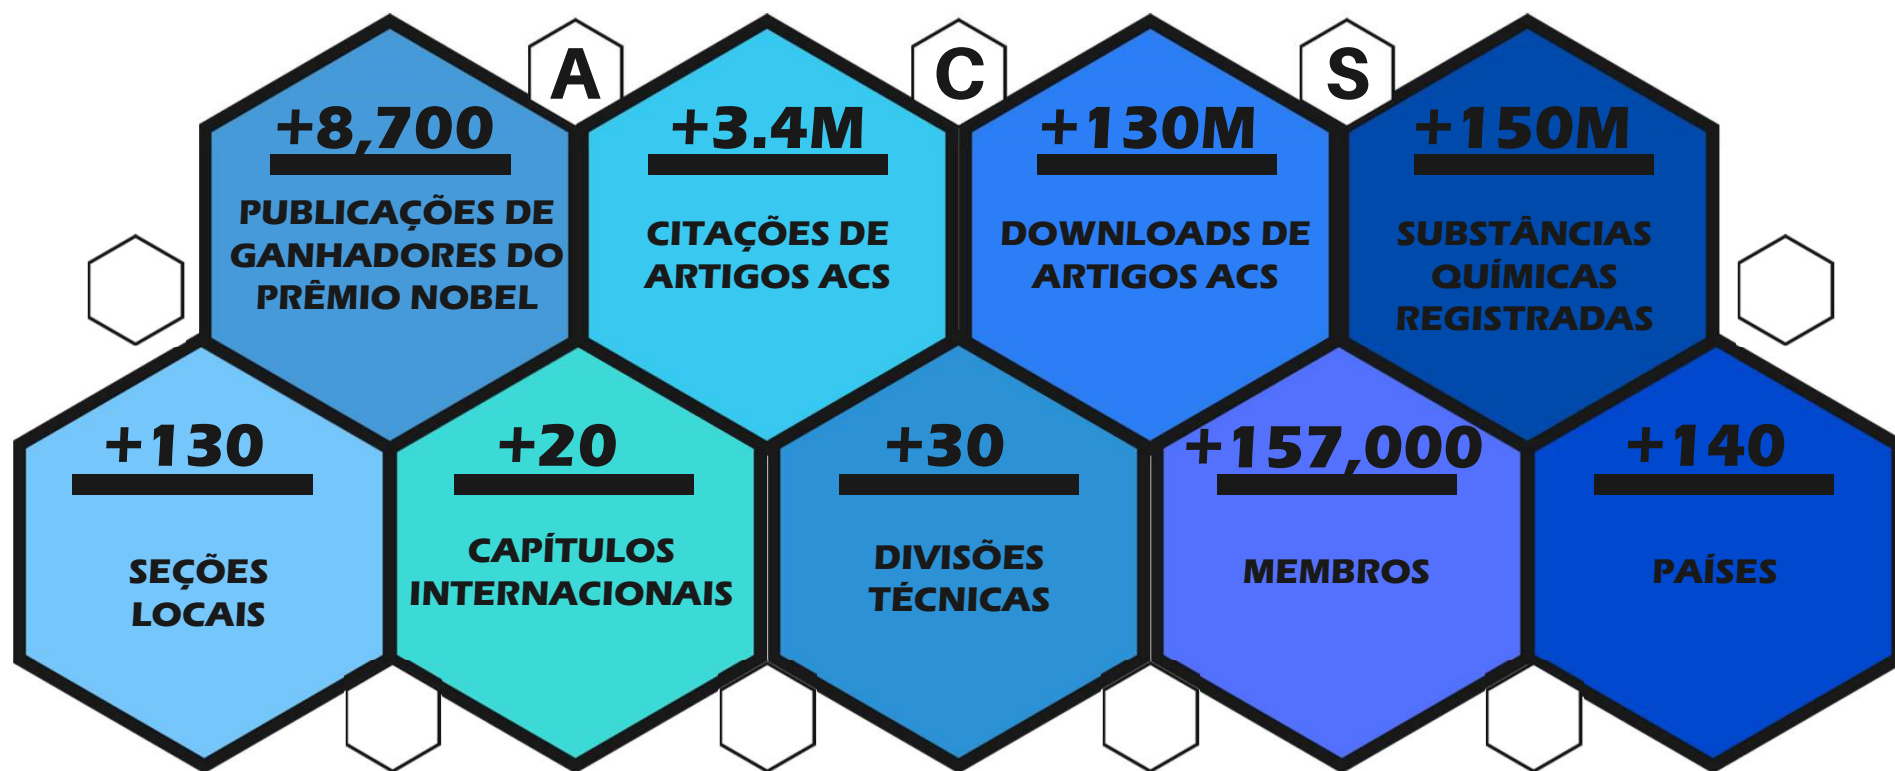 A
C
S
+8,700
PUBLICAÇÕES DE
GANHADORES DO
PRÊMIO NOBEL
+3.4M
CITAÇÕES DE
ARTIGOS ACS
+130M
DOWNLOADS DE
ARTIGOS ACS
+150M
SUBSTÂNCIAS
QUÍMICAS
REGISTRADAS
+130
SEÇÕES
LOCAIS
+20
CAPÍTULOS
INTERNACIONAIS
+30
DIVISÕES
TÉCNICAS
+157,000
MEMBROS
+140
PAÍSES